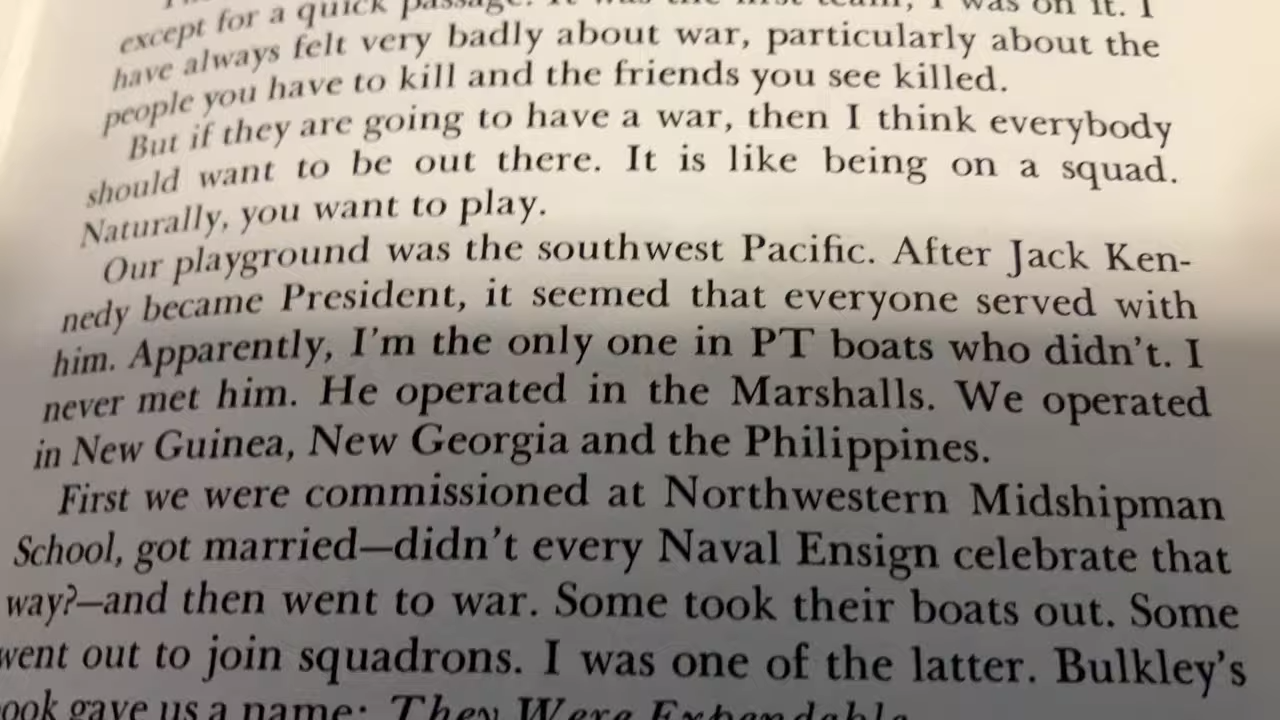 except for a quick passage. It was the first team, I was on it. I
have always felt very badly about war, particularly about the
people you have to kill and the friends you see killed.
But if they are going to have a war, then I think everybody
should want to be out there. It is like being on a squad.
Naturally, you want to play.
Our playground was the southwest Pacific. After Jack Ken-
nedy became President, it seemed that everyone served with
him. Apparently, I'm the only one in PT boats who didn't. I
never met him. He operated in the Marshalls. We operated
in New Guinea, New Georgia and the Philippines.
First we were commissioned at Northwestern Midshipman
School, got married—didn't every Naval Ensign celebrate that
way?—and then went to war. Some took their boats out. Some
went out to join squadrons. I was one of the latter. Bulkley's
ook gave us a name: They Were Expendable